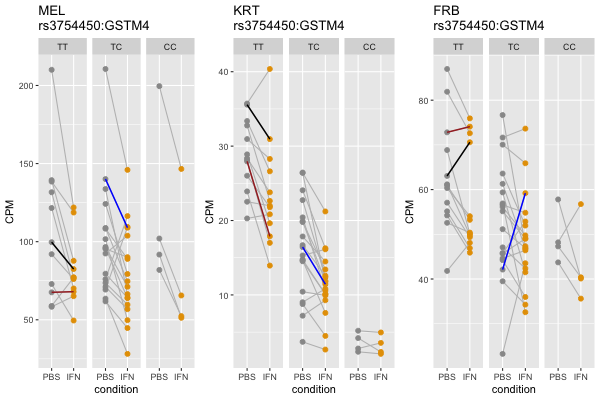 MEL
rs3754450:GSTM4
TT TC CC
CPM
200
150
100
50
PBS IFN PBS IFN PBS IFN
condition
KRT
rs3754450:GSTM4
TT TC CC
CPM
40
30
20
10
PBS IFN PBS IFN PBS IFN
condition
FRB
rs3754450:GSTM4
TT TC CC
CPM
80
60
40
PBS IFN PBS IFN PBS IFN
condition